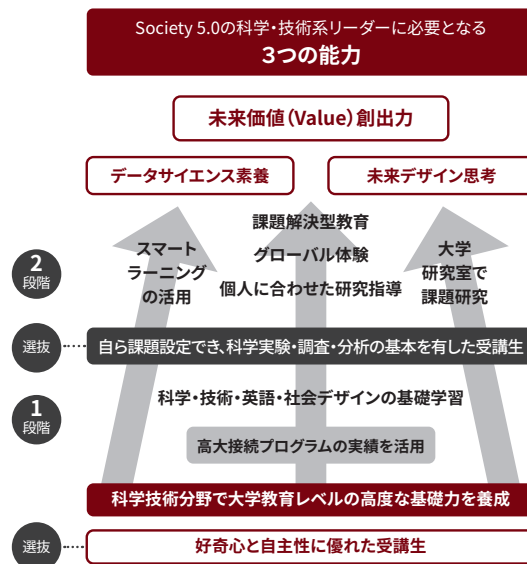 Society 5.0の科学・技術系リーダーに必要となる
3つの能力
未来価値(Value)創出力
データサイエンス素養
未来デザイン思考
2
段階
スマート
ラーニング
の活用
課題解決型教育
グローバル体験
個人に合わせた研究指導
大学
研究室で
課題研究
選抜
自ら課題設定でき、科学実験・調査・分析の基本を有した受講生
1
段階
科学・技術・英語・社会デザインの基礎学習
高大接続プログラムの実績を活用
科学技術分野で大学教育レベルの高度な基礎力を養成
選抜
好奇心と自主性に優れた受講生